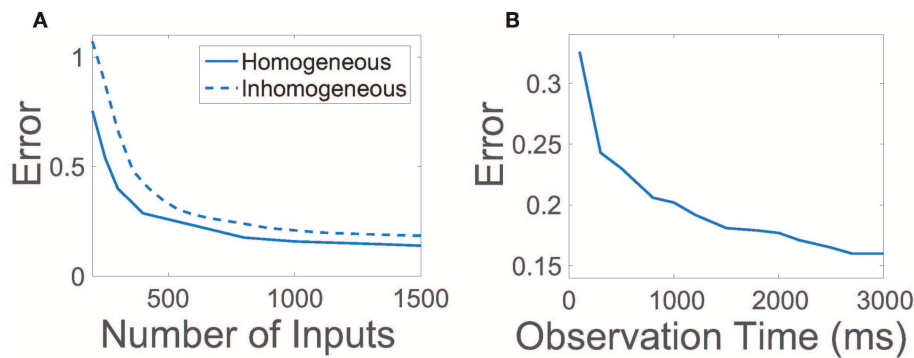 A
1
0.5
0
Error
500
1000
1500
Number of Inputs
Homogeneous
Inhomogeneous
B
0.3
0.25
0.2
0.15
Error
0
1000
2000
3000
Observation Time (ms)